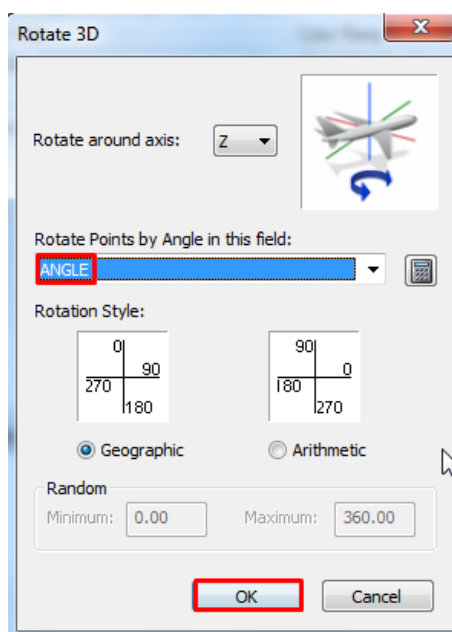 Rotate 3D
Rotate around axis: Z
Rotate Points by Angle in this field:
ANGLE
Rotation Style:
0 90
90 0
270 180
180 270
Geographic Arithmetic
Random
Minimum: 0.00 Maximum: 360.00
OK Cancel